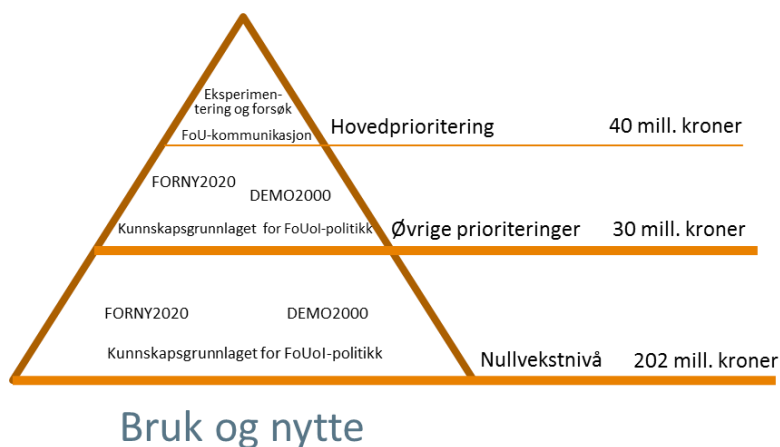 Eksperimen-
tering og forsøk
FoU-kommunikasjon
Hovedprioritering 40 mill. kroner
FORNY2020
DEMO2000
Kunnskapsgrunnlaget for FoUoI-politikk
Øvrige prioriteringer 30 mill. kroner
FORNY2020 DEMO2000
Kunnskapsgrunnlaget for FoUoI-politikk
Nullvekstnivå 202 mill. kroner
Bruk og nytte